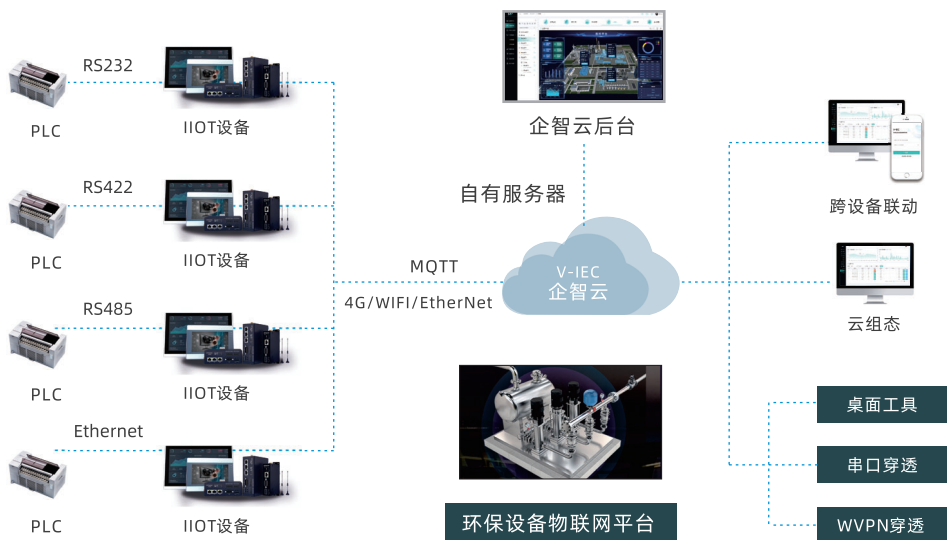 RS232
PLC
IIOT设备
RS422
PLC
IIOT设备
RS485
PLC
IIOT设备
Ethernet
PLC
IIOT设备
MQTT
4G/WIFI/EtherNet
企智云后台
自有服务器
V-IEC
企智云
环保设备物联网平台
跨设备联动
云组态
桌面工具
串口穿透
WVPN穿透